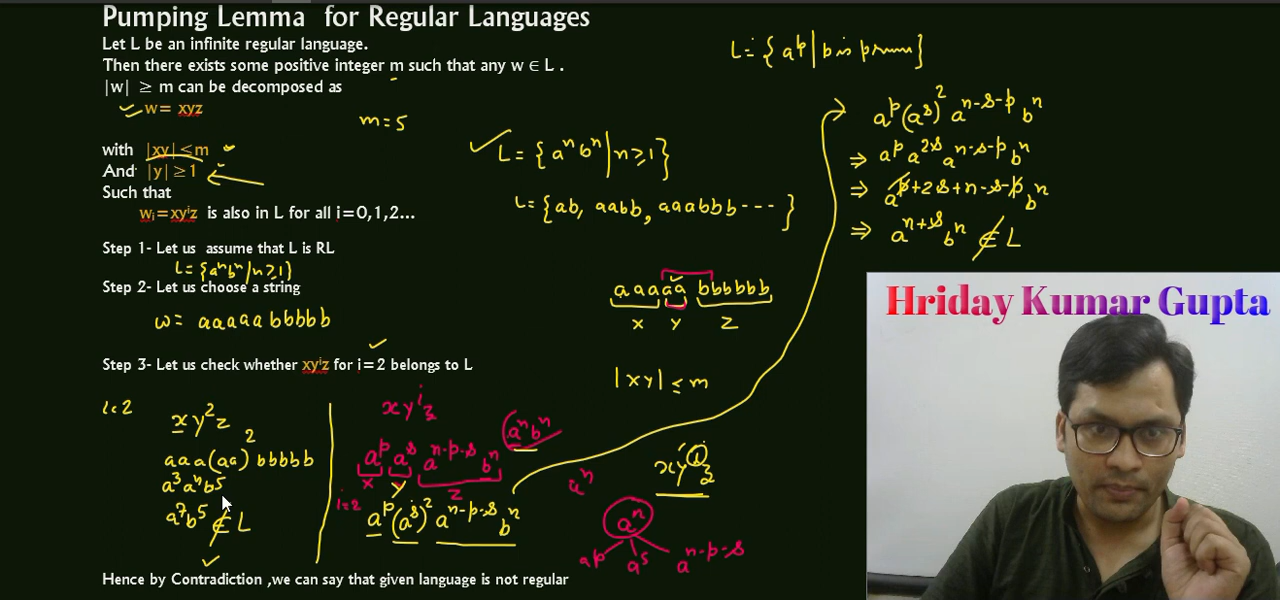 Pumping Lemma for Regular Languages
Let L be an infinite regular language.
Then there exists some positive integer m such that any w ∈ L .
|w| ≥ m can be decomposed as
w= xyz
m=5
with |xy| ≤m
And |y| ≥1
Such that
wᵢ=xyⁱz is also in L for all i=0,1,2...
Step 1- Let us assume that L is RL
L={aⁿbⁿ|n≥1}
Step 2- Let us choose a string
w= aaaaabbbbb
Step 3- Let us check whether xyⁱz for i=2 belongs to L
i=2
xy²z
aaa(aa)²bbbbb
a³a⁴b⁵
a⁷b⁵ ∉ L
Hence by Contradiction ,we can say that given language is not regular
xyⁱz
aⁿbⁿ
aᵖ aˢ aⁿ⁻ᵖ⁻ˢ bⁿ
x y z
i=2
aᵖ(aˢ)² aⁿ⁻ᵖ⁻ˢ bⁿ
L={aⁿbⁿ|n≥1}
L={ab, aabb, aaabbb---}
aaaaabbbbbb
x y z
|xy|≤m
xyⁱz
aⁿ
aⁿ
aᵖ aˢ aⁿ⁻ᵖ⁻ˢ
L={aᵖ|p is prime}
aᵖ(aˢ)² aⁿ⁻ˢ⁻ᵖ bⁿ
⇒ aᵖ a²ˢ aⁿ⁻ˢ⁻ᵖ bⁿ
⇒ aᵖ⁺²ˢ⁺ⁿ⁻ˢ⁻ᵖ bⁿ
⇒ aⁿ⁺ˢ bⁿ ∉ L
Hriday Kumar Gupta